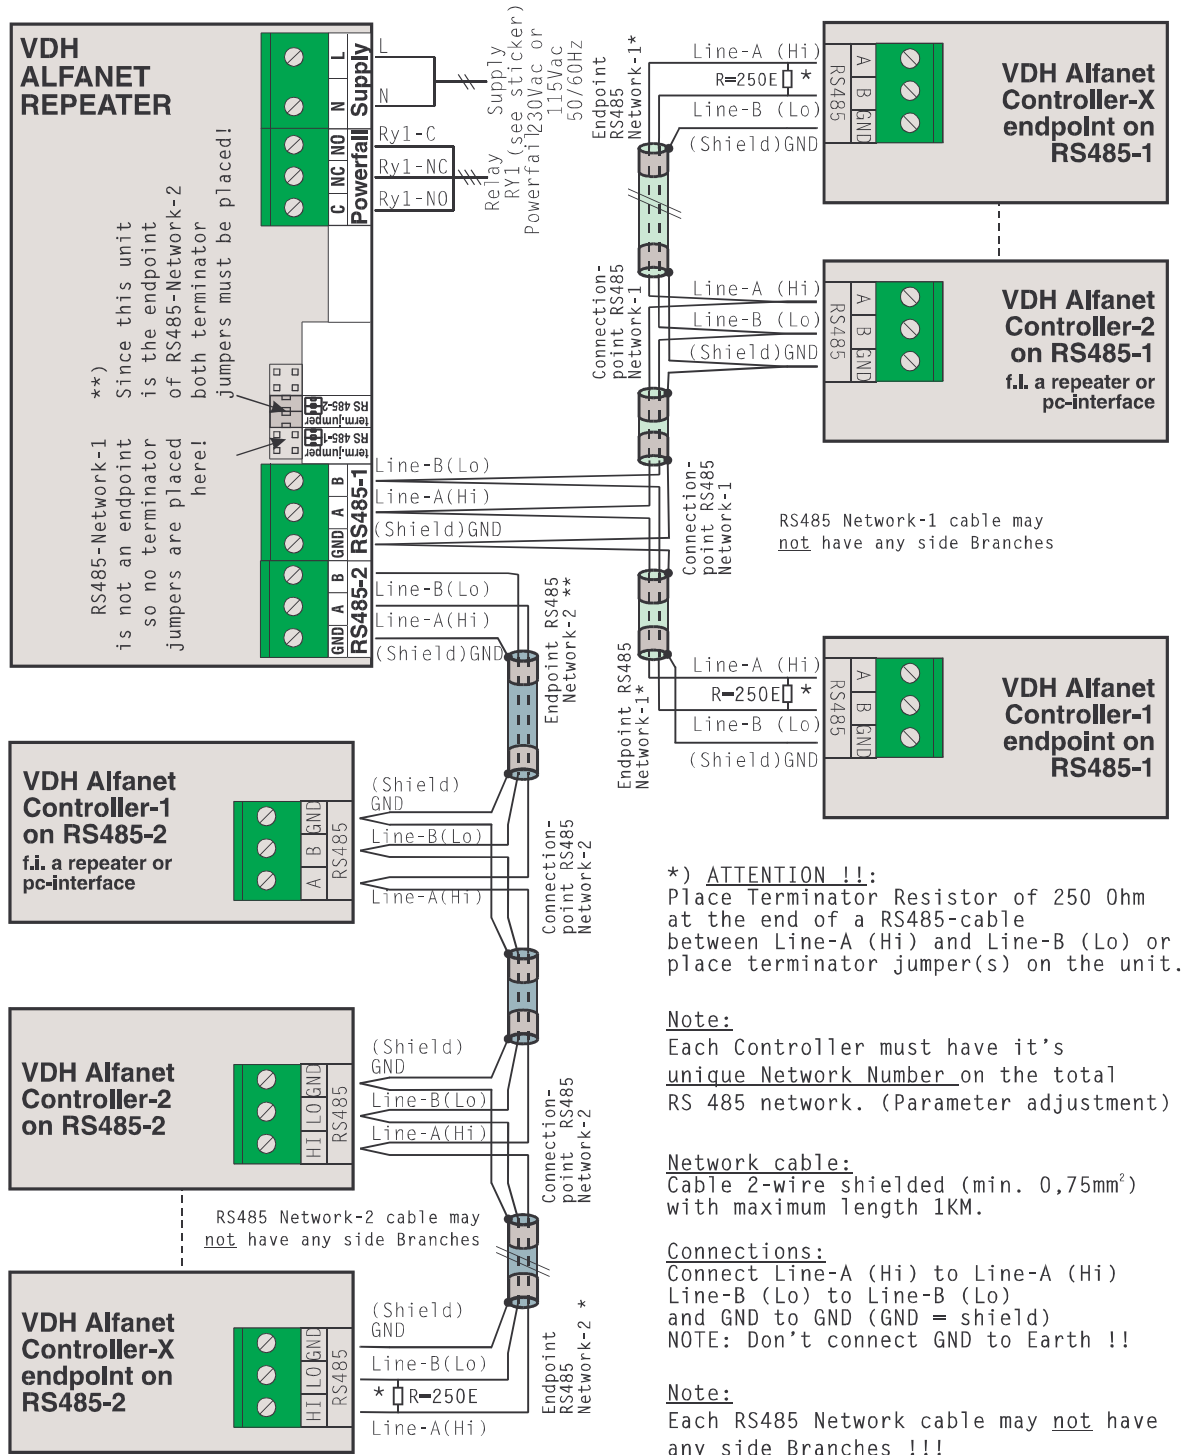 VDH
ALFANET
REPEATER
L
N
Supply
NO
NC
C
Powerfail
L
N
Ry1-C
Ry1-NC
Ry1-NO
Supply
(see sticker)
230Vac or
115Vac
50/60Hz
Relay
RY1
Powerfail
**)
Since this unit
is the endpoint
of RS485-Network-2
both terminator
jumpers must be placed!
RS485-Network-1
is not an endpoint
so no terminator
jumpers are placed
here!
RS 485-2
term.jumper
RS 485-1
term.jumper
B
A
GND
RS485-1
B
A
GND
RS485-2
Line-B(Lo)
Line-A(Hi)
(Shield)GND
Line-B(Lo)
Line-A(Hi)
(Shield)GND
Endpoint
RS485
Network-1*
Line-A (Hi)
R=250E
*
Line-B (Lo)
(Shield)GND
RS485
A
B
GND
VDH Alfanet
Controller-X
endpoint on
RS485-1
Connection-
point RS485
Network-1
Line-A (Hi)
Line-B (Lo)
(Shield)GND
RS485
A
B
GND
VDH Alfanet
Controller-2
on RS485-1
f.i. a repeater or
pc-interface
Connection-
point RS485
Network-1
RS485 Network-1 cable may
not have any side Branches
Endpoint RS485
Network-1*
Line-A (Hi)
R=250E
*
Line-B (Lo)
(Shield)GND
RS485
A
B
GND
VDH Alfanet
Controller-1
endpoint on
RS485-1
Endpoint RS485
Network-2 **
VDH Alfanet
Controller-1
on RS485-2
f.i. a repeater or
pc-interface
GND
B
A
RS485
(Shield)
GND
Line-B(Lo)
Line-A(Hi)
Connection-
point RS485
Network-2
VDH Alfanet
Controller-2
on RS485-2
GND
LO
HI
RS485
(Shield)
GND
Line-B(Lo)
Line-A(Hi)
Connection-
point RS485
Network-2
RS485 Network-2 cable may
not have any side Branches
VDH Alfanet
Controller-X
endpoint on
RS485-2
GND
LO
HI
RS485
(Shield)
GND
Line-B(Lo)
*
R=250E
Line-A(Hi)
Endpoint
RS485
Network-2 *
*) ATTENTION !!:
Place Terminator Resistor of 250 Ohm
at the end of a RS485-cable
between Line-A (Hi) and Line-B (Lo) or
place terminator jumper(s) on the unit.
Note:
Each Controller must have it's
unique Network Number on the total
RS 485 network. (Parameter adjustment)
Network cable:
Cable 2-wire shielded (min. 0,75mm²)
with maximum length 1KM.
Connections:
Connect Line-A (Hi) to Line-A (Hi)
Line-B (Lo) to Line-B (Lo)
and GND to GND (GND = shield)
NOTE: Don't connect GND to Earth !!
Note:
Each RS485 Network cable may not have
any side Branches !!!